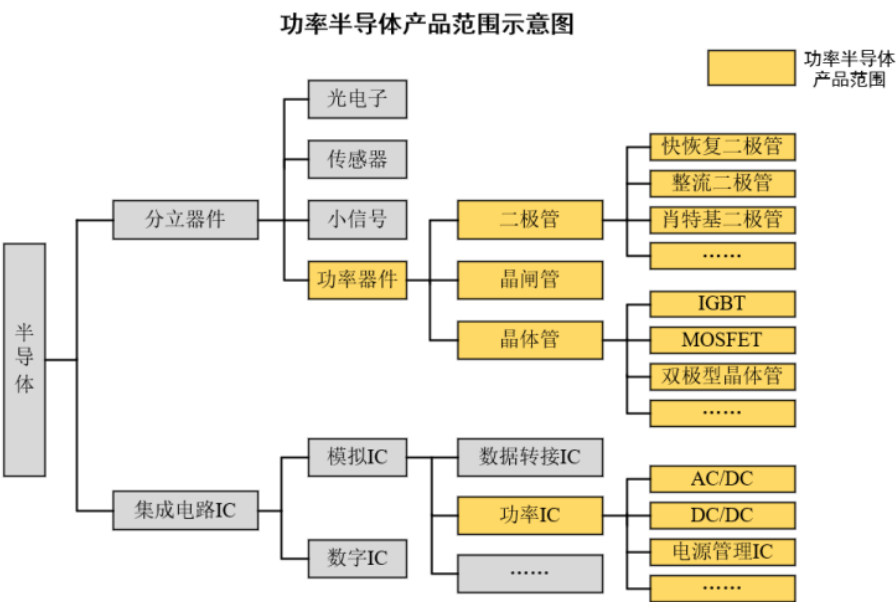 功率半导体产品范围示意图
功率半导体
产品范围
光电子
传感器
小信号
功率器件
分立器件
二极管
晶闸管
晶体管
快恢复二极管
整流二极管
肖特基二极管
……
IGBT
MOSFET
双极型晶体管
……
半
导
体
集成电路IC
模拟IC
数字IC
数据转接IC
功率IC
……
AC/DC
DC/DC
电源管理IC
……